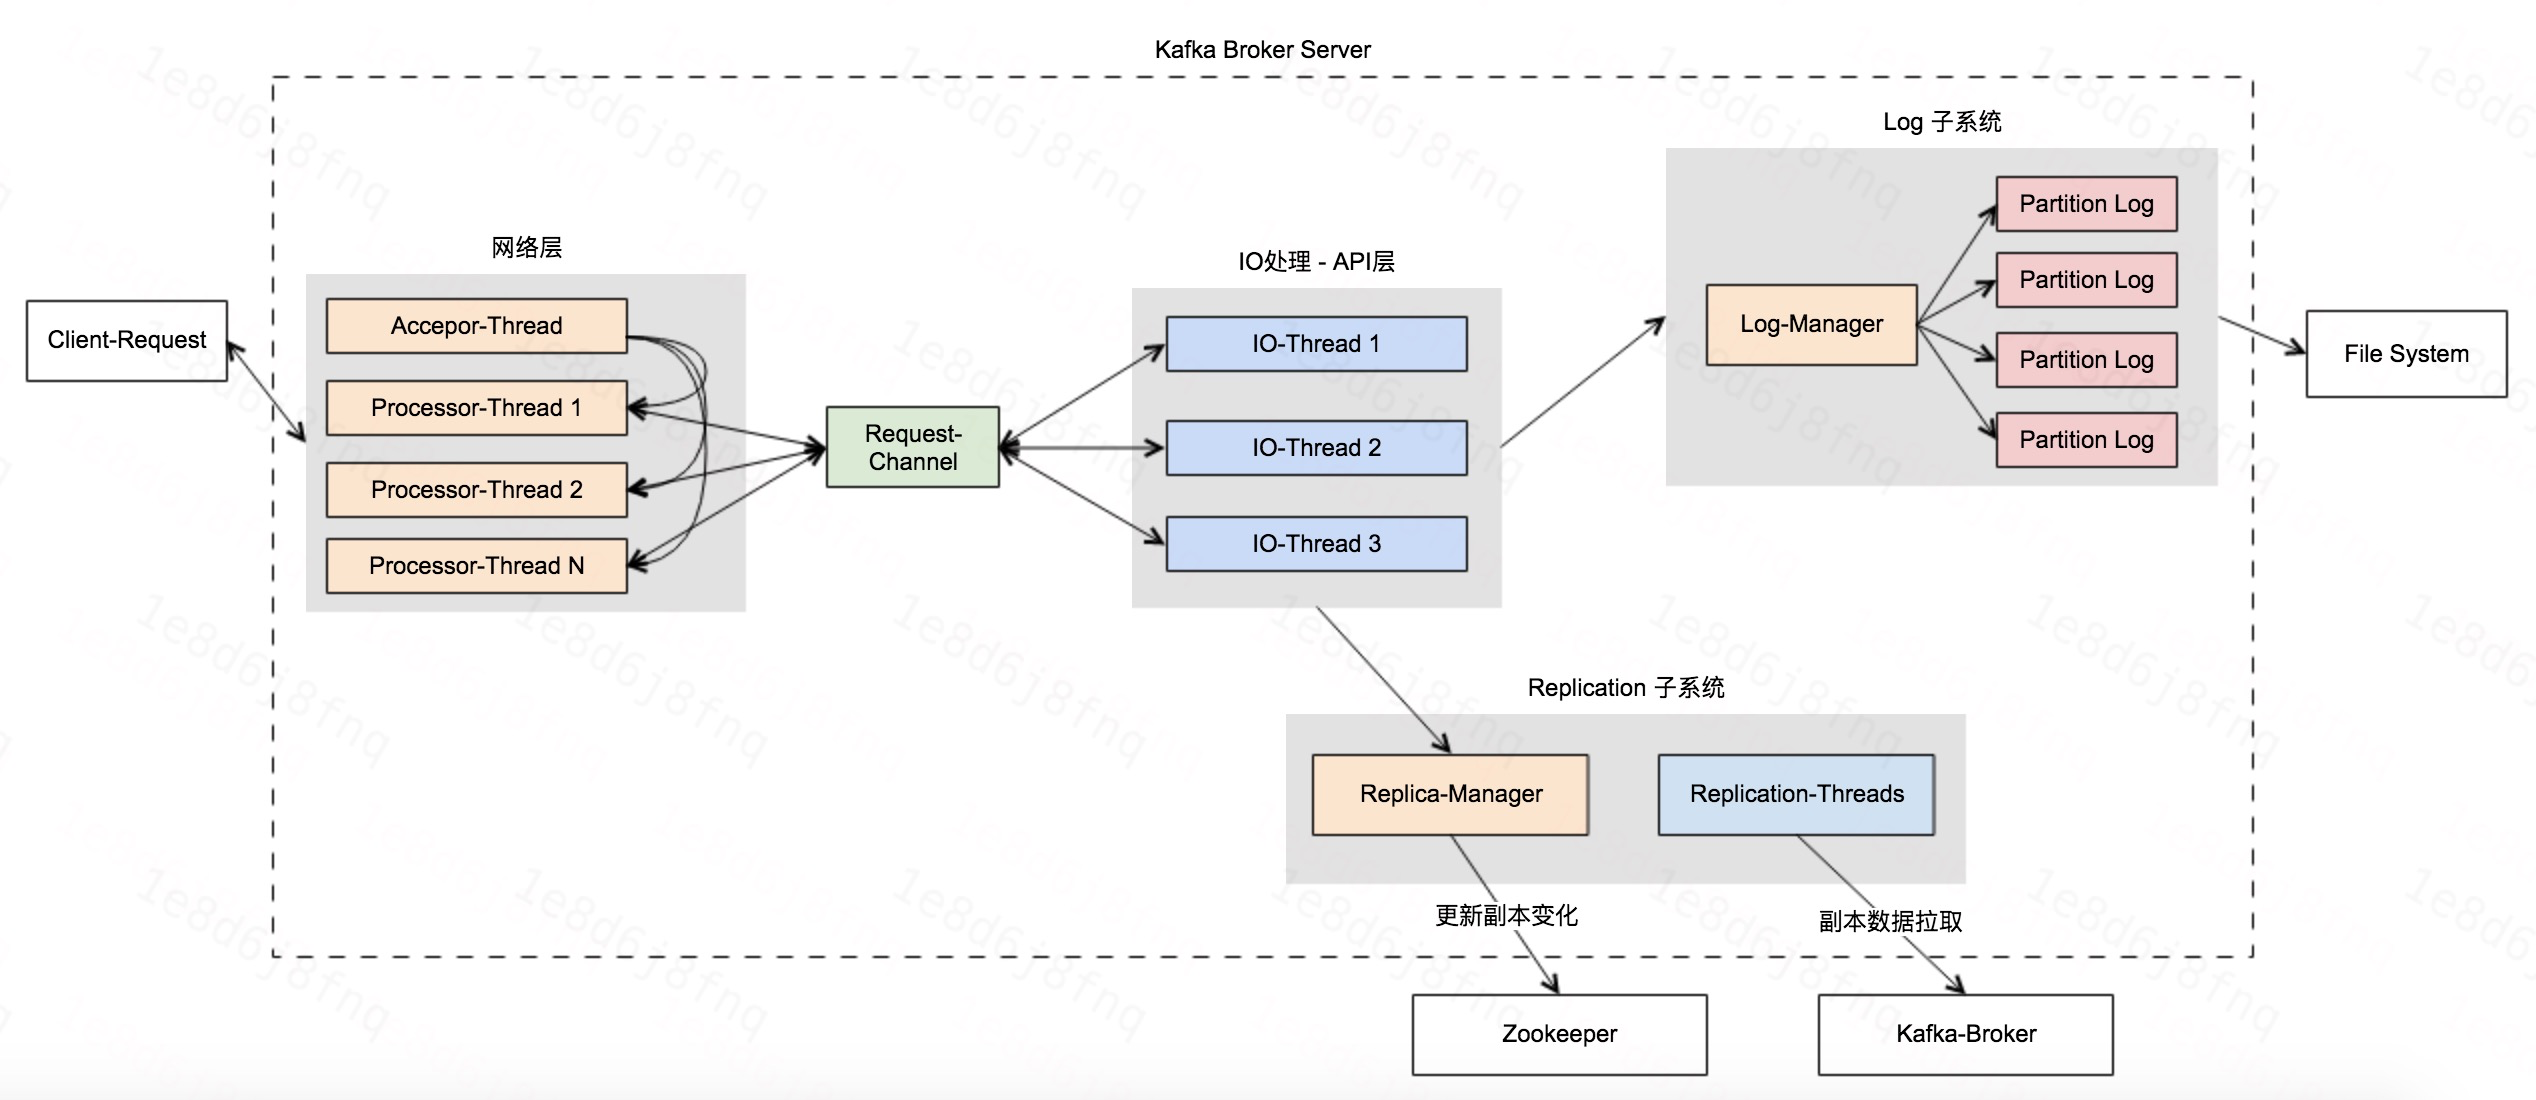 Kafka Broker Server
Log 子系统
网络层
IO处理 - API层
Client-Request
Accepor-Thread
Processor-Thread 1
Processor-Thread 2
Processor-Thread N
Request-
Channel
IO-Thread 1
IO-Thread 2
IO-Thread 3
Log-Manager
Partition Log
Partition Log
Partition Log
Partition Log
File System
Replication 子系统
Replica-Manager
Replication-Threads
更新副本变化
副本数据拉取
Zookeeper
Kafka-Broker
1e8d6j8fnq